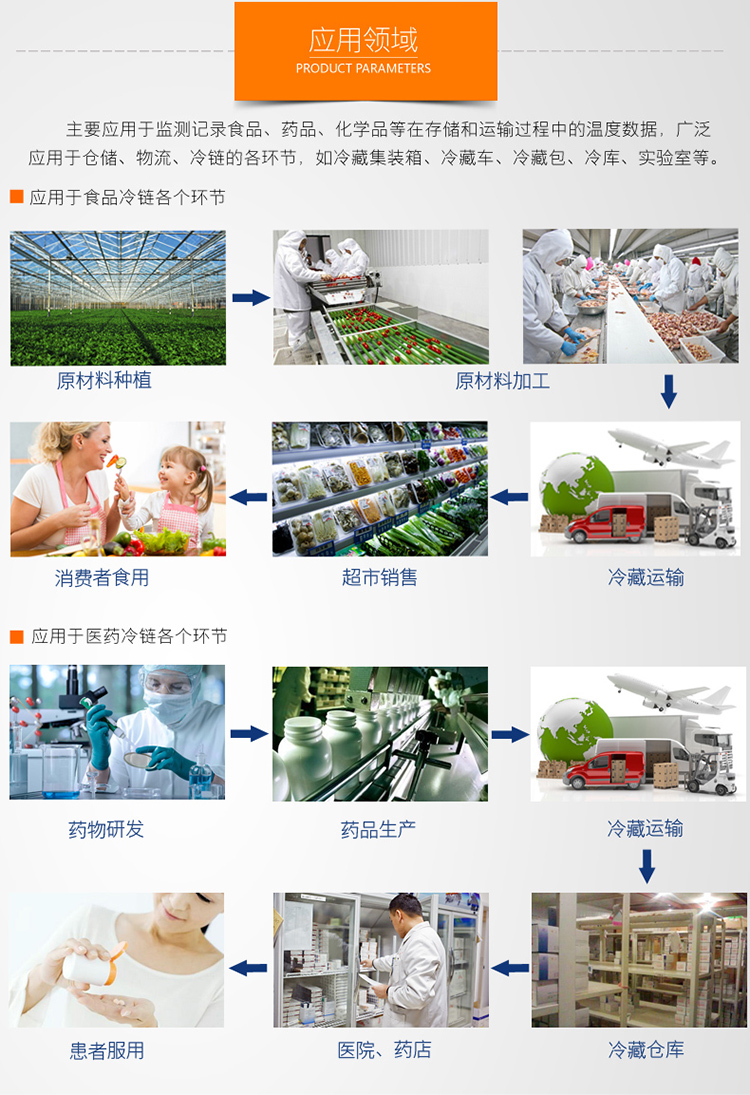 应用领域
PRODUCT PARAMETERS
主要应用于监测记录食品、药品、化学品等在存储和运输过程中的温度数据，广泛
应用于仓储、物流、冷链的各环节，如冷藏集装箱、冷藏车、冷藏包、冷库、实验室等。
应用于食品冷链各个环节
原材料种植
原材料加工
消费者食用
超市销售
冷藏运输
应用于医药冷链各个环节
药物研发
药品生产
冷藏运输
患者服用
医院、药店
冷藏仓库